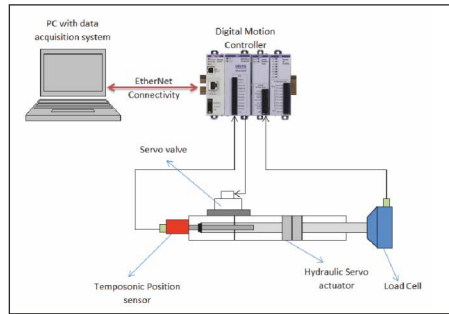 PC with data
acquisition system
Digital Motion
Controller
EtherNet
Connectivity
Servo valve
Temposonic Position
sensor
Hydraulic Servo
actuator
Load Cell